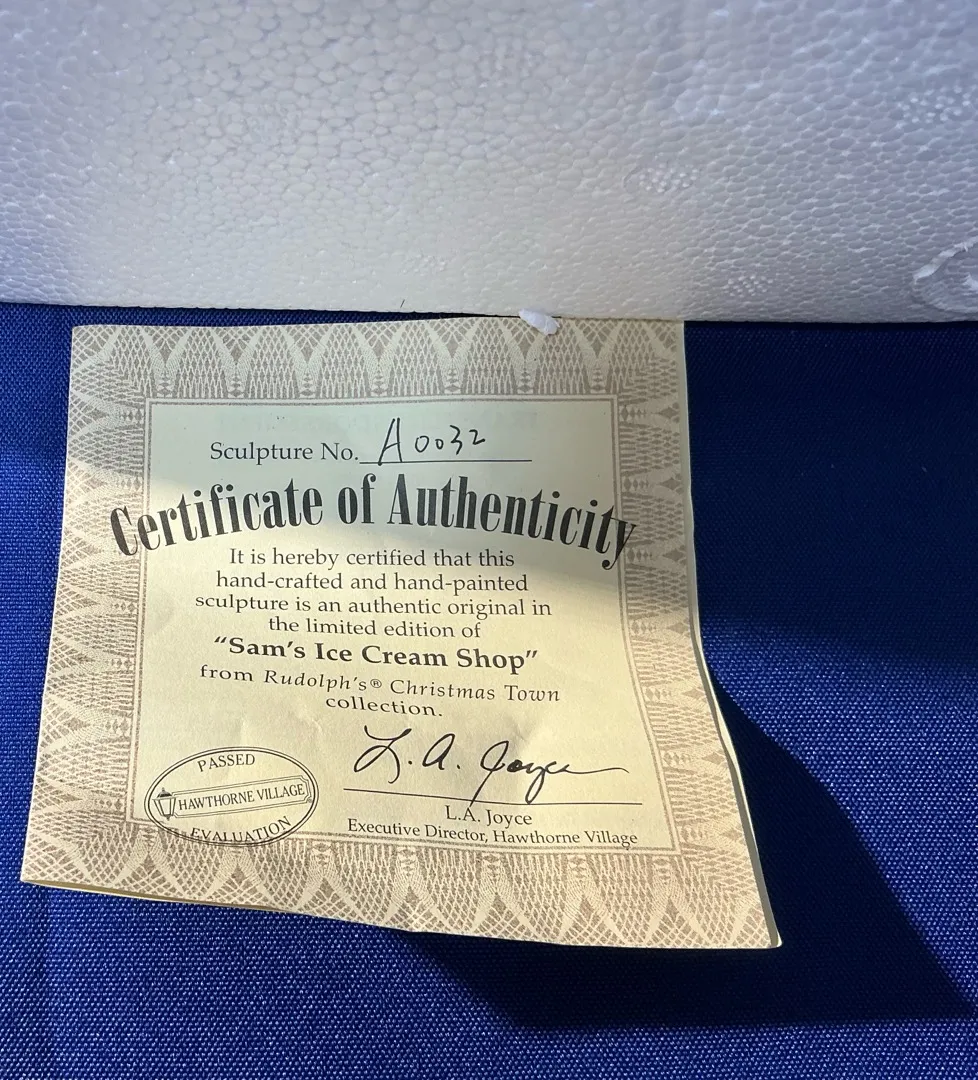 Sculpture No. A0032
Certificate of Authenticity
It is hereby certified that this
hand-crafted and hand-painted
sculpture is an authentic original in
the limited edition of
“Sam’s Ice Cream Shop”
from Rudolph’s® Christmas Town
collection.
L. A. Joyce
L.A. Joyce
Executive Director, Hawthorne Village
PASSED
HAWTHORNE VILLAGE
EVALUATION